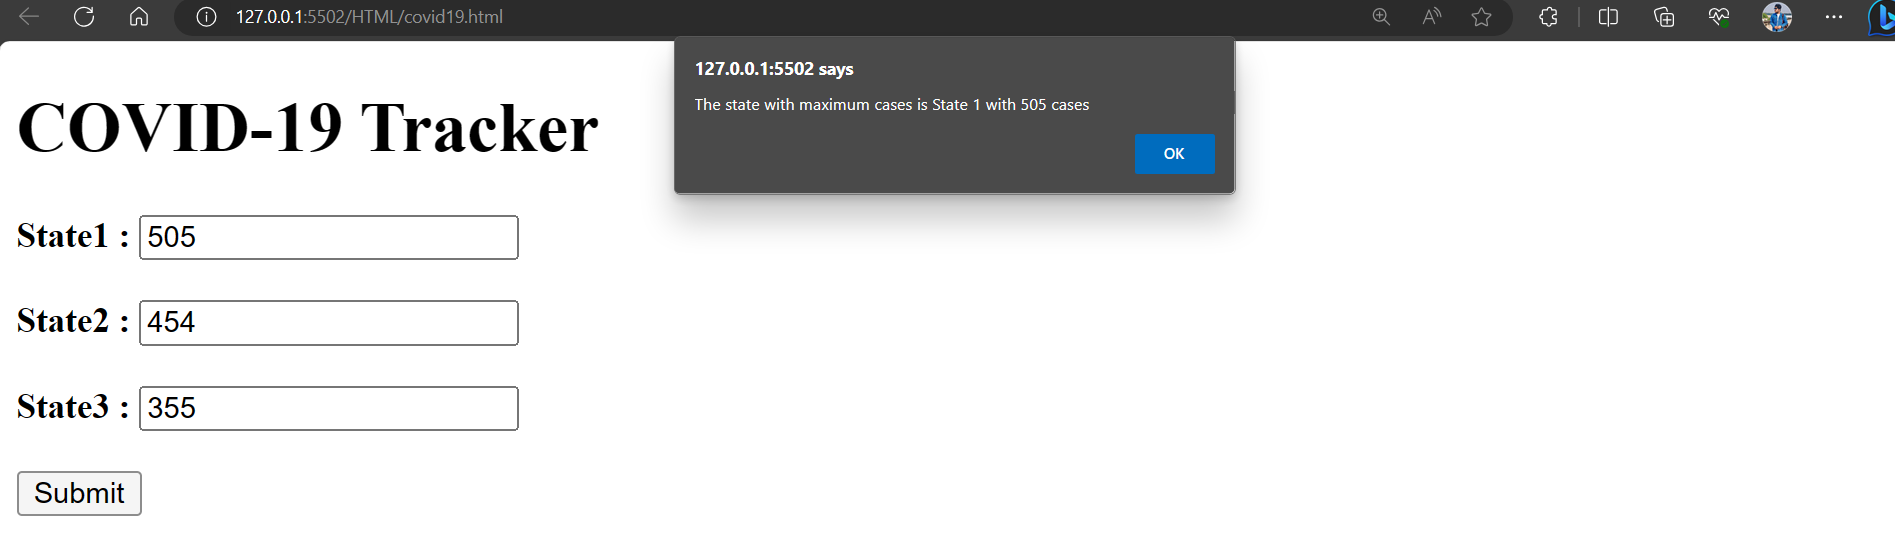 127.0.0.1:5502/HTML/covid19.html
127.0.0.1:5502 says
The state with maximum cases is State 1 with 505 cases
OK
COVID-19 Tracker
State1 : 505
State2 : 454
State3 : 355
Submit